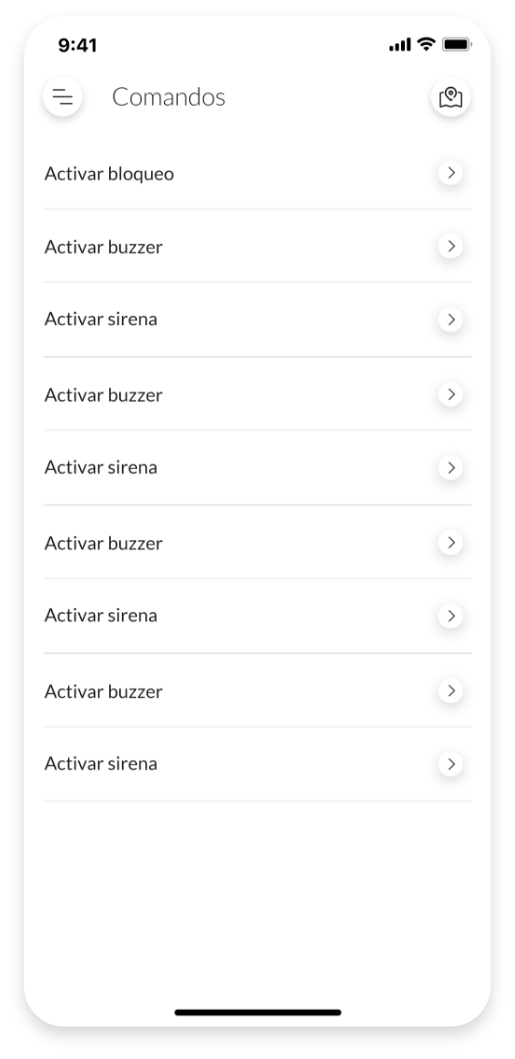 9:41
Comandos
Activar bloqueo
Activar buzzer
Activar sirena
Activar buzzer
Activar sirena
Activar buzzer
Activar sirena
Activar buzzer
Activar sirena